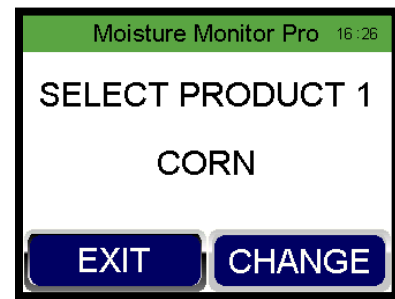 Moisture Monitor Pro 16:26
SELECT PRODUCT 1
CORN
EXIT CHANGE